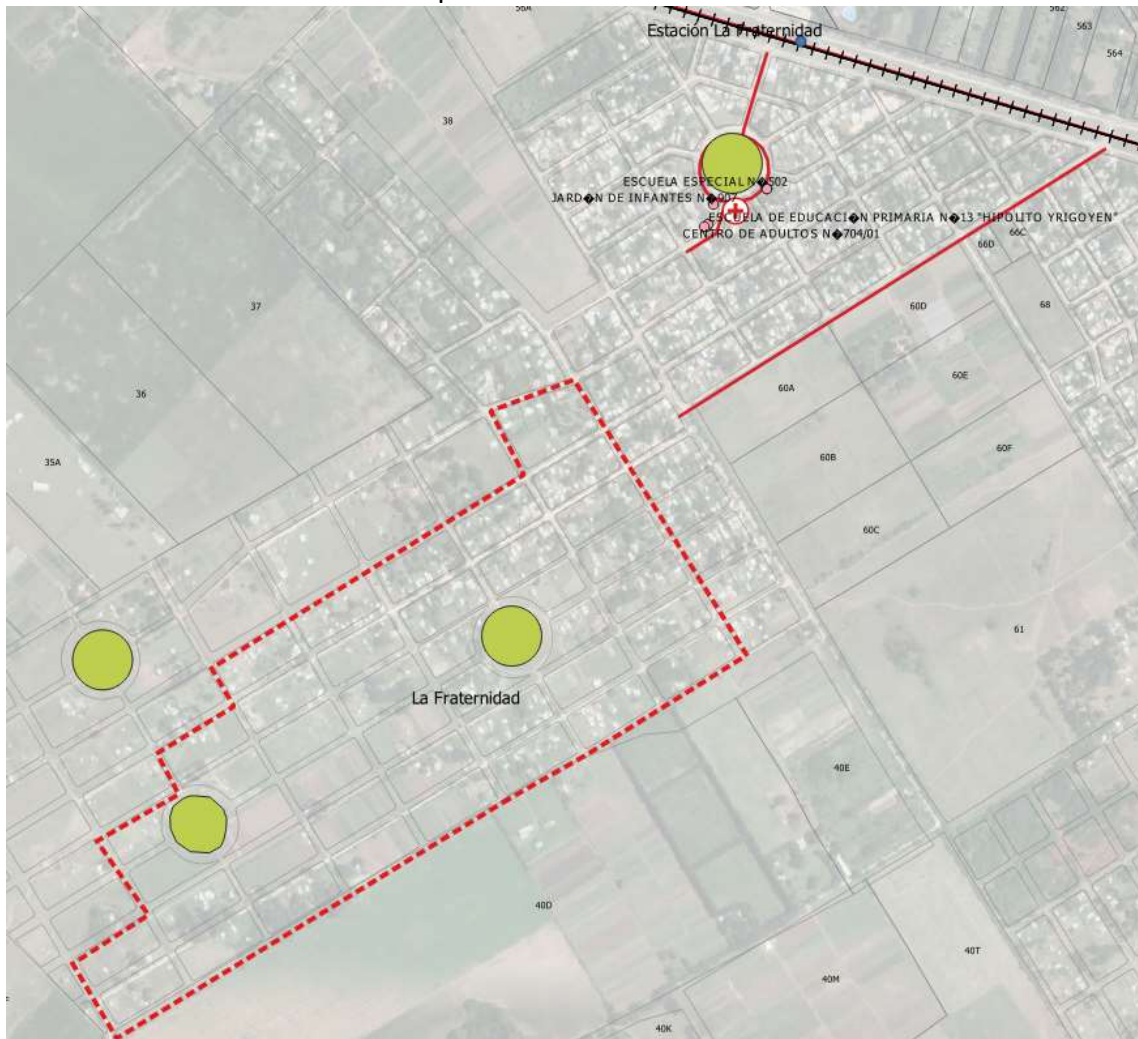 56A
562
563
564
Estación La Fraternidad
38
ESCUELA ESPECIAL N�502
JARD�N DE INFANTES N�907
ESCUELA DE EDUCACI�N PRIMARIA N�13 "HIPOLITO YRIGOYEN"
CENTRO DE ADULTOS N�704/01
66C
66D
37
60D
68
36
60A
60E
35A
60B
60F
60C
61
La Fraternidad
40E
40D
40T
40M
40K